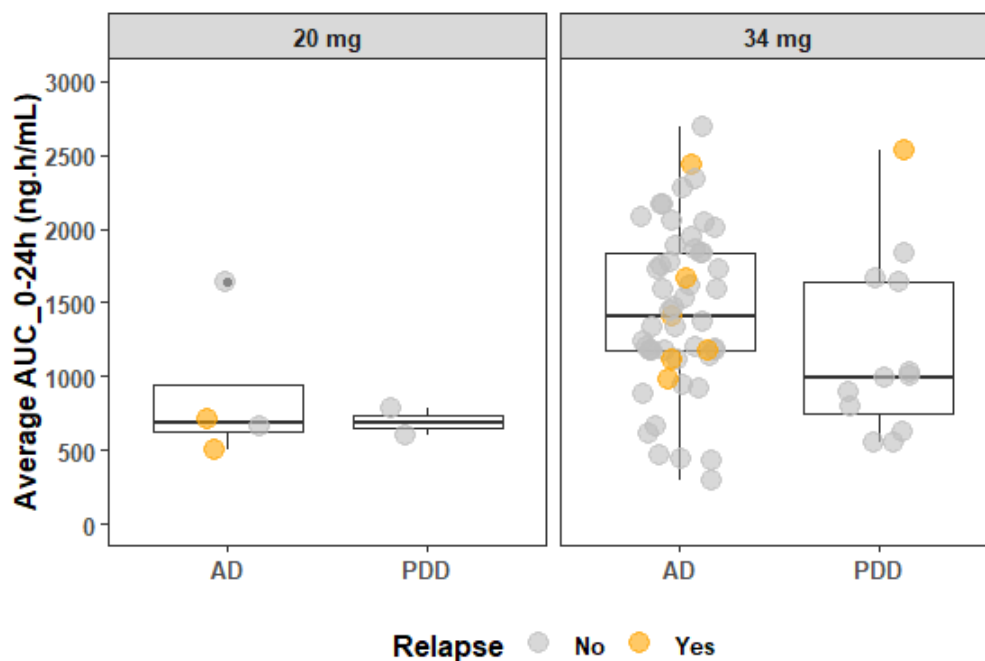 20 mg
34 mg
Average AUC_0-24h (ng.h/mL)
3000
2500
2000
1500
1000
500
0
AD
PDD
AD
PDD
Relapse No Yes